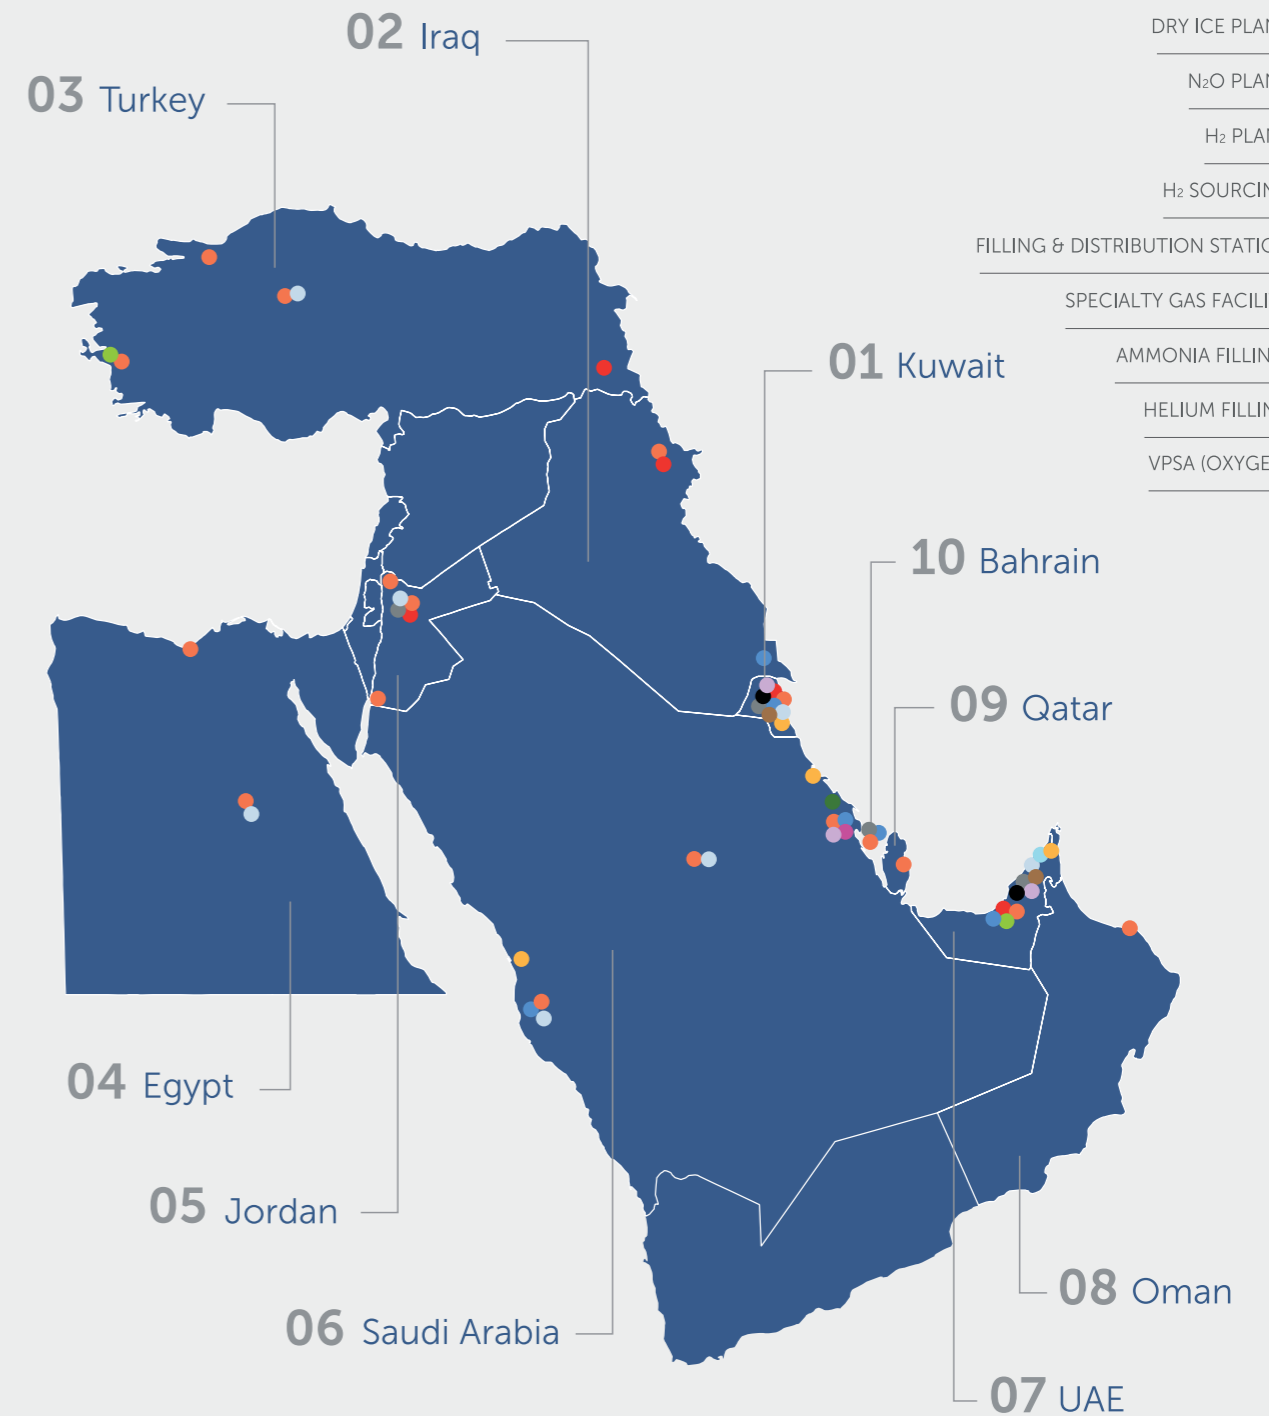 02 Iraq
03 Turkey
DRY ICE PLAN
N2O PLAN
H2 PLAN
H2 SOURCIN
FILLING & DISTRIBUTION STATIO
SPECIALTY GAS FACILI
AMMONIA FILLIN
HELIUM FILLIN
VPSA (OXYGE
01 Kuwait
10 Bahrain
09 Qatar
04 Egypt
05 Jordan
06 Saudi Arabia
08 Oman
07 UAE